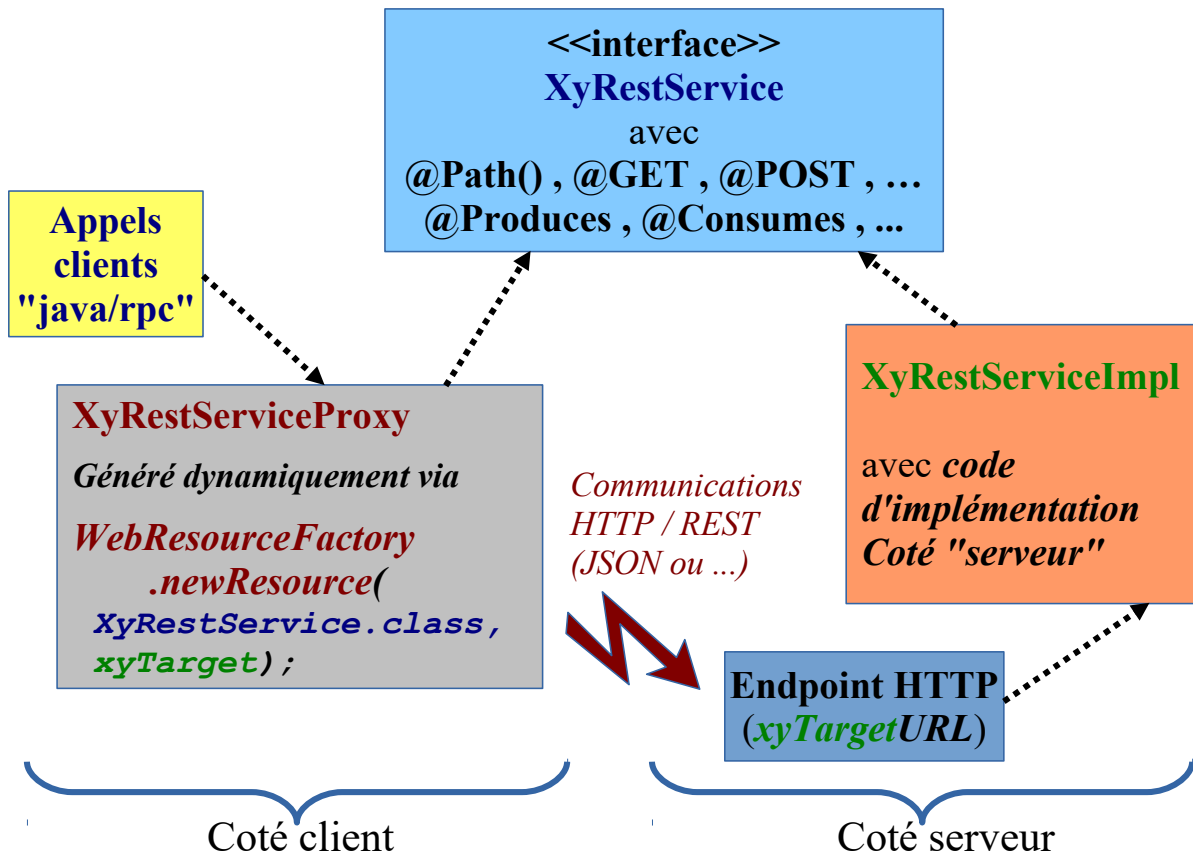 <<interface>>
XyRestService
avec
@Path() , @GET , @POST , …
@Produces , @Consumes , ...
Appels
clients
"java/rpc"
XyRestServiceProxy
Généré dynamiquement via
WebResourceFactory
.newResource(
XyRestService.class,
xyTarget);
Communications
HTTP / REST
(JSON ou ...)
XyRestServiceImpl
avec code
d'implémentation
Coté "serveur"
Endpoint HTTP
(xyTargetURL)
Coté client
Coté serveur